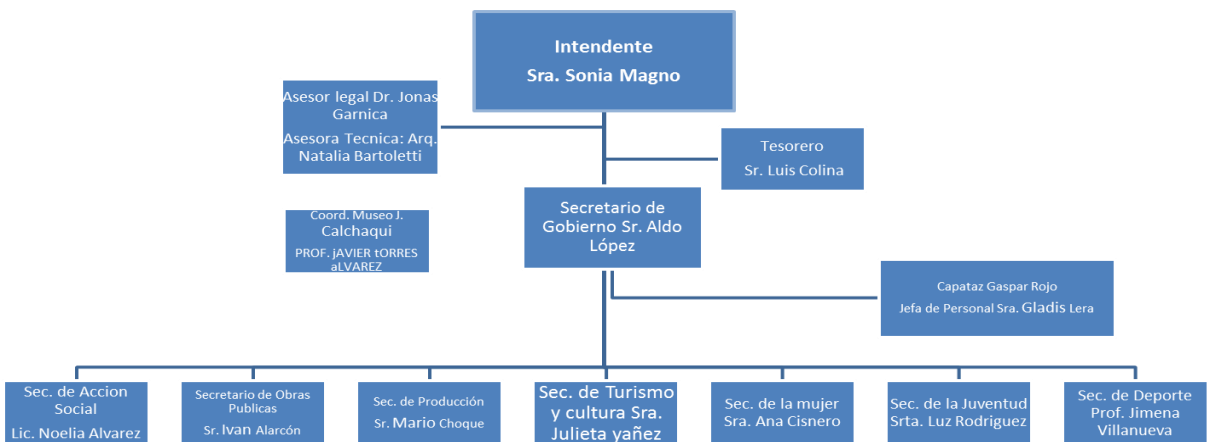 Intendente
Sra. Sonia Magno
Asesor legal Dr. Jonas
Garnica
Asesora Tecnica: Arq.
Natalia Bartoletti
Tesorero
Sr. Luis Colina
Secretario de
Gobierno Sr. Aldo
López
Coord. Museo J.
Calchaqui
PROF. jAVIER tORRES
aLVAREZ
Capataz Gaspar Rojo
Jefa de Personal Sra. Gladis Lera
Sec. de Accion
Social
Lic. Noelia Alvarez
Secretario de Obras
Publicas
Sr. Ivan Alarcón
Sec. de Producción
Sr. Mario Choque
Sec. de Turismo
y cultura Sra.
Julieta yañez
Sec. de la mujer
Sra. Ana Cisnero
Sec. de la Juventud
Srta. Luz Rodriguez
Sec. de Deporte
Prof. Jimena
Villanueva